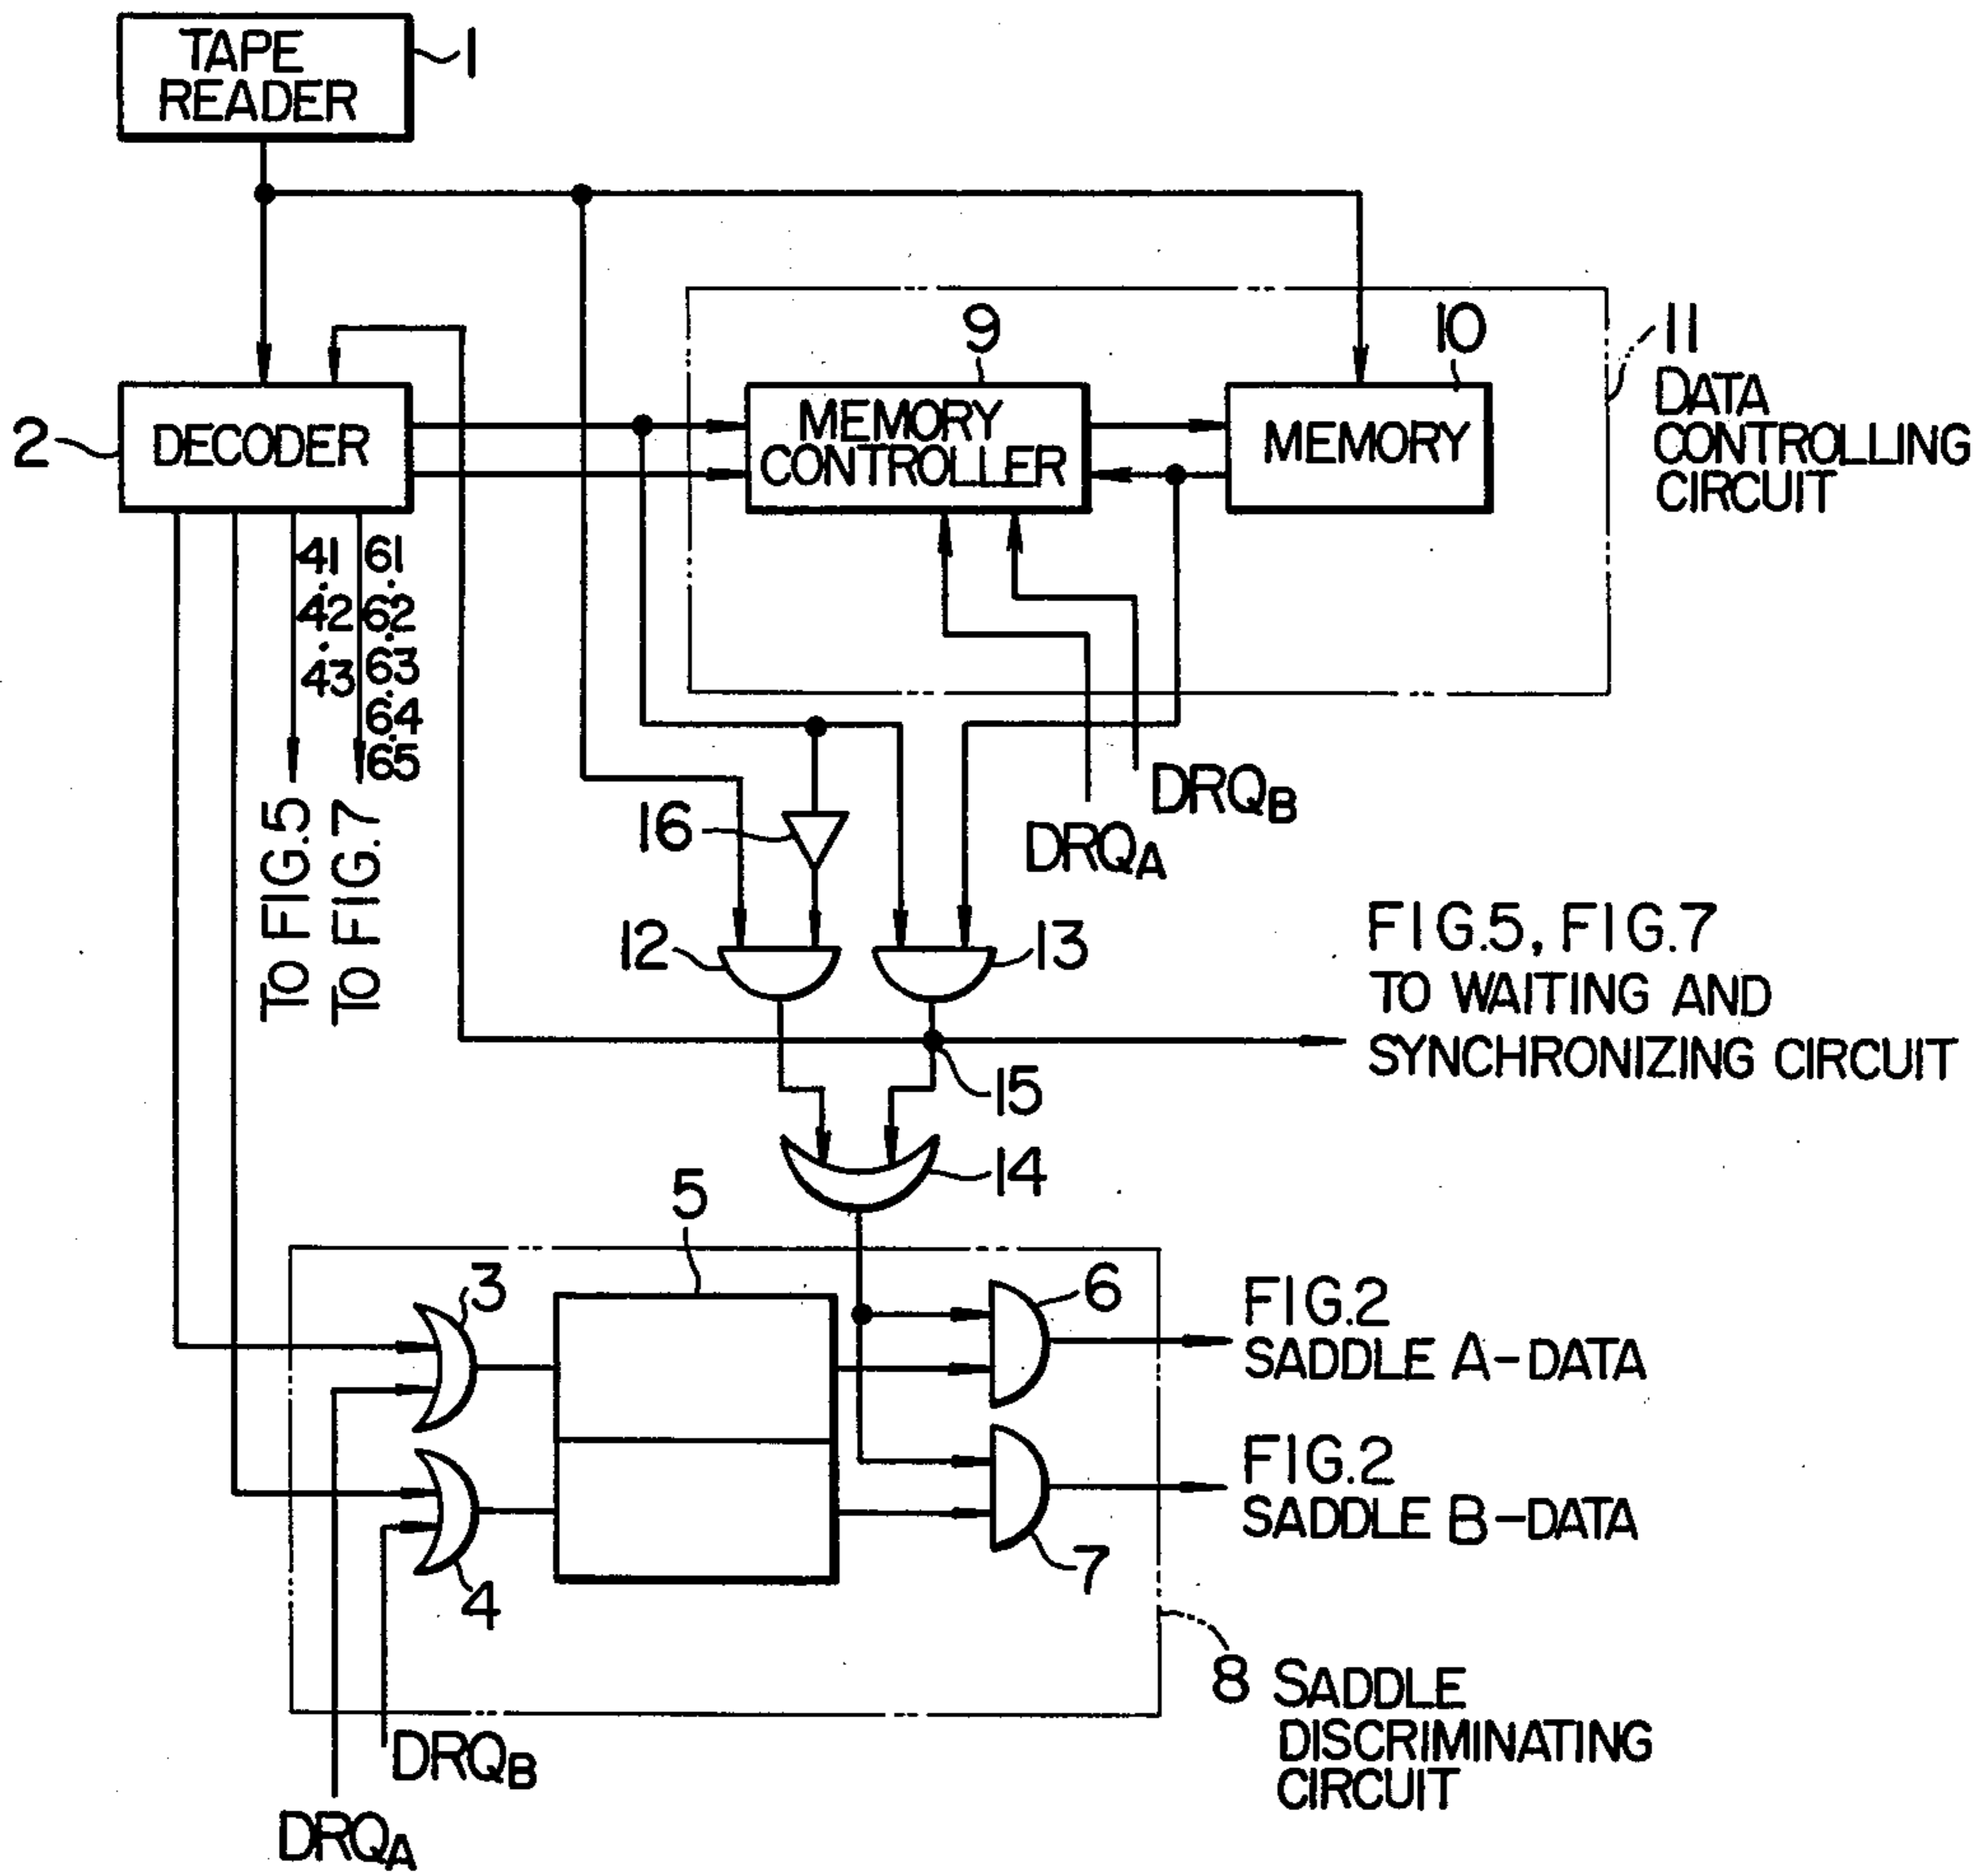 TAPE
READER
1
9
10
11
DATA
CONTROLLING
CIRCUIT
2
DECODER
MEMORY
CONTROLLER
MEMORY
41
.42
.43
61
.62
.63
.64
.65
TO FIG.5
TO FIG.7
DRQB
DRQA
16
12
13
FIG.5, FIG.7
TO WAITING AND
SYNCHRONIZING CIRCUIT
15
14
5
3
6
FIG.2
SADDLE A-DATA
FIG.2
SADDLE B-DATA
4
7
8 SADDLE
DISCRIMINATING
CIRCUIT
DRQB
DRQA